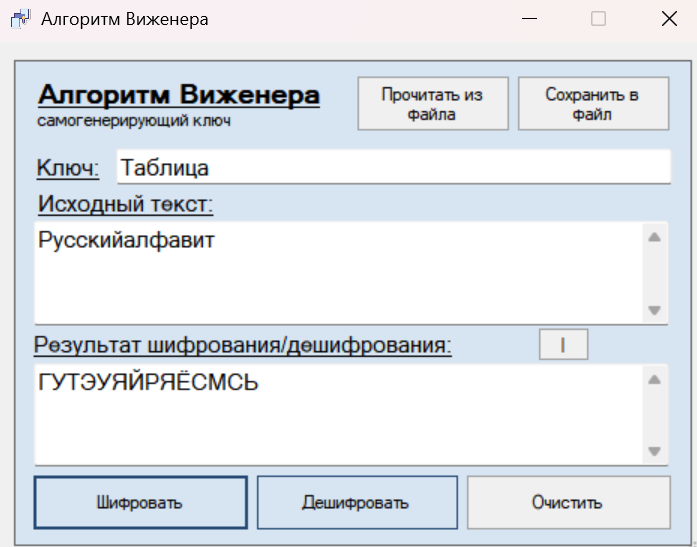 Алгоритм Виженера
Алгоритм Виженера
самогенерирующий ключ
Прочитать из
файла
Сохранить в
файл
Ключ: Таблица
Исходный текст:
Русскийалфавит
Результат шифрования/дешифрования:
|
ГУТЭУЯЙРЯЁСМСЬ
Шифровать
Дешифровать
Очистить